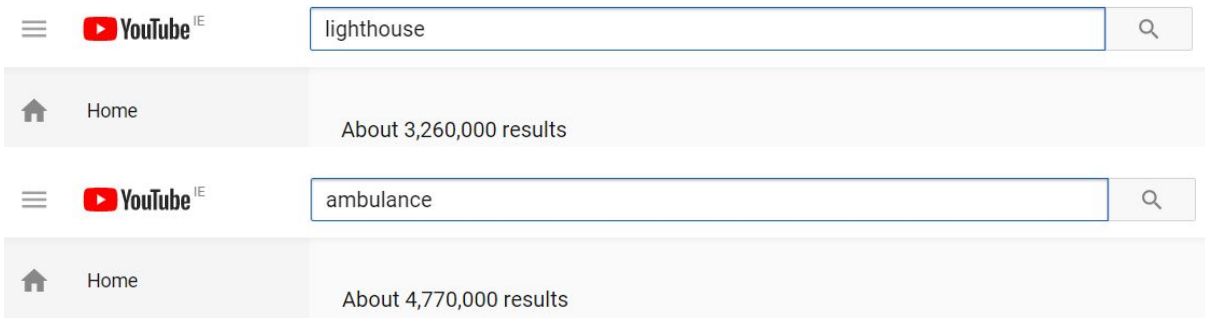 YouTube IE lighthouse
Home
About 3,260,000 results
YouTube IE ambulance
Home
About 4,770,000 results